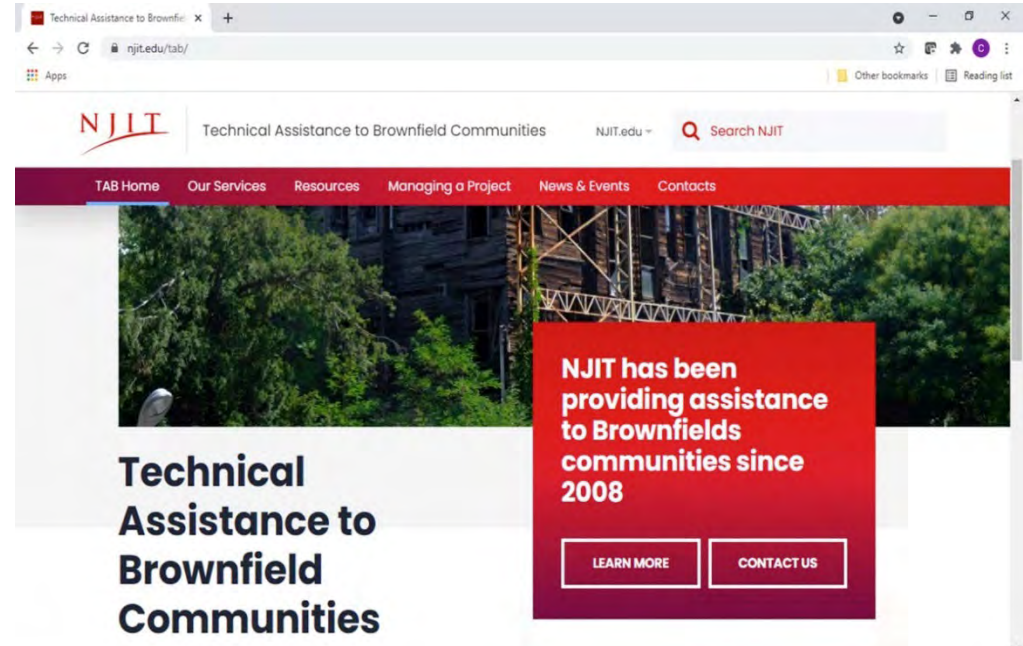 Technical Assistance to Brownfie
njit.edu/tab/
Apps
Other bookmarks
Reading list
NJIT
Technical Assistance to Brownfield Communities
NJIT.edu
Search NJIT
TAB Home
Our Services
Resources
Managing a Project
News & Events
Contacts
NJIT has been
providing assistance
to Brownfields
communities since
2008
LEARN MORE
CONTACT US
Technical
Assistance to
Brownfield
Communities